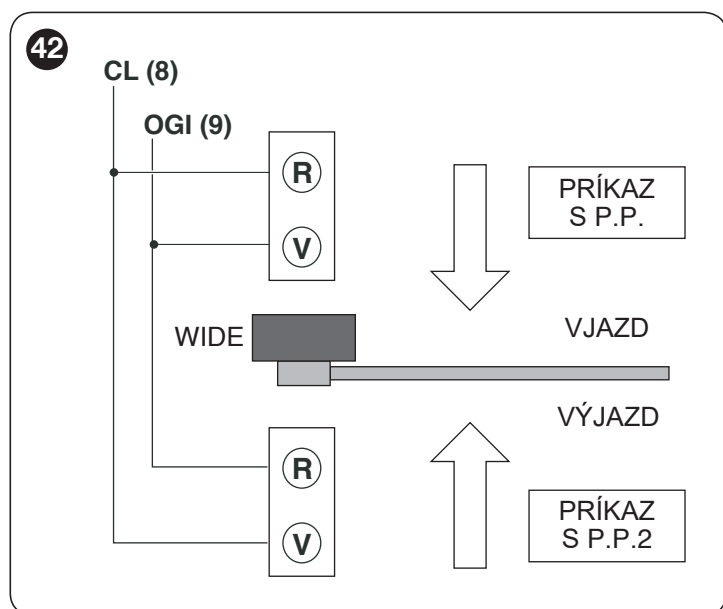 42
CL (8)
OGI (9)
R
V
PRÍKAZ
S P.P.
WIDE
VJAZD
VÝJAZD
R
V
PRÍKAZ
S P.P.2